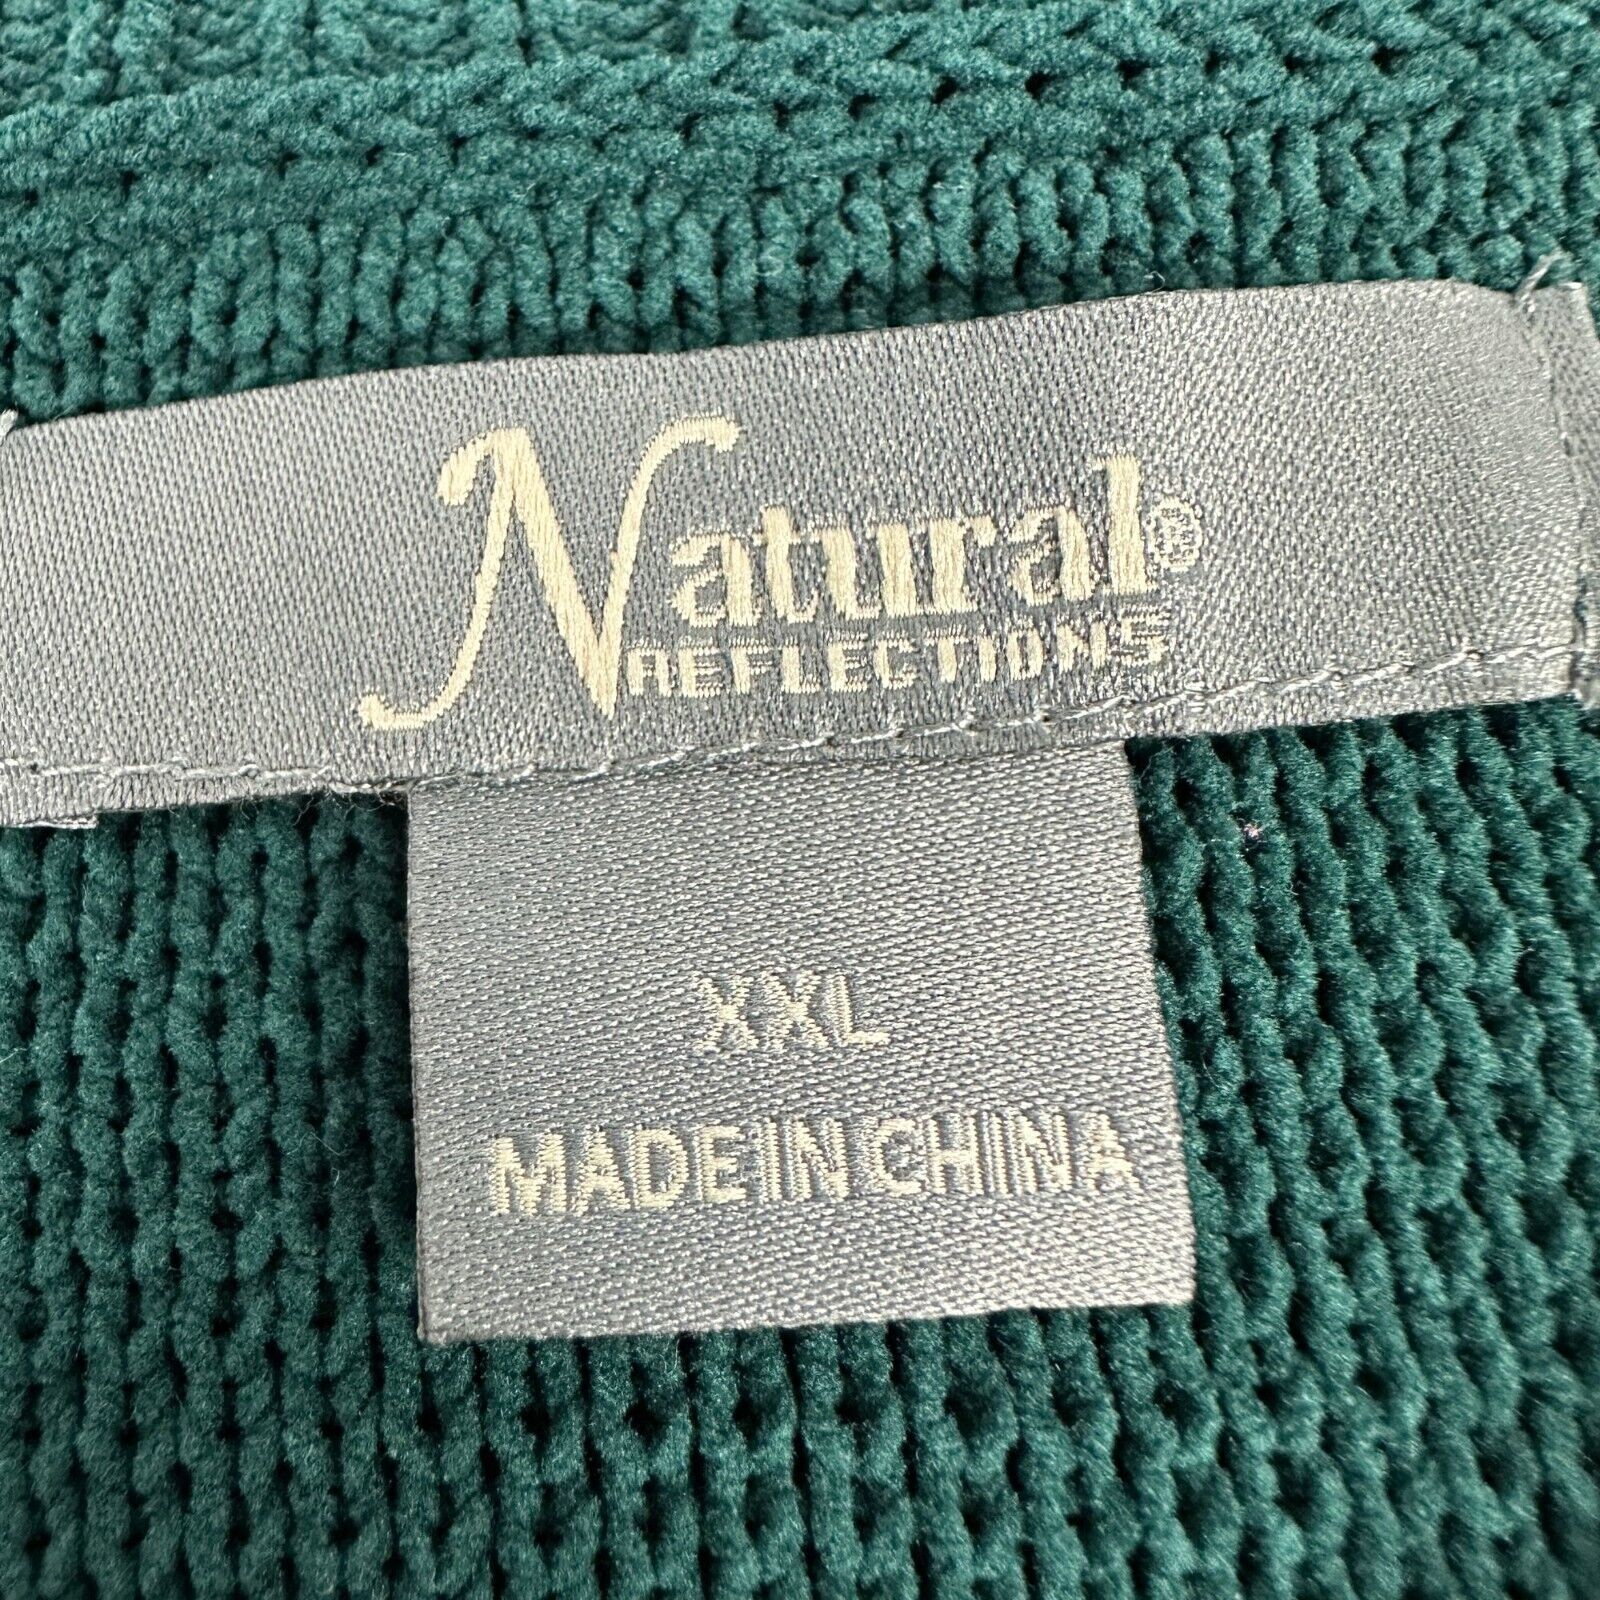 Natural®
REFLECTIONS
XXL
MADE IN CHINA